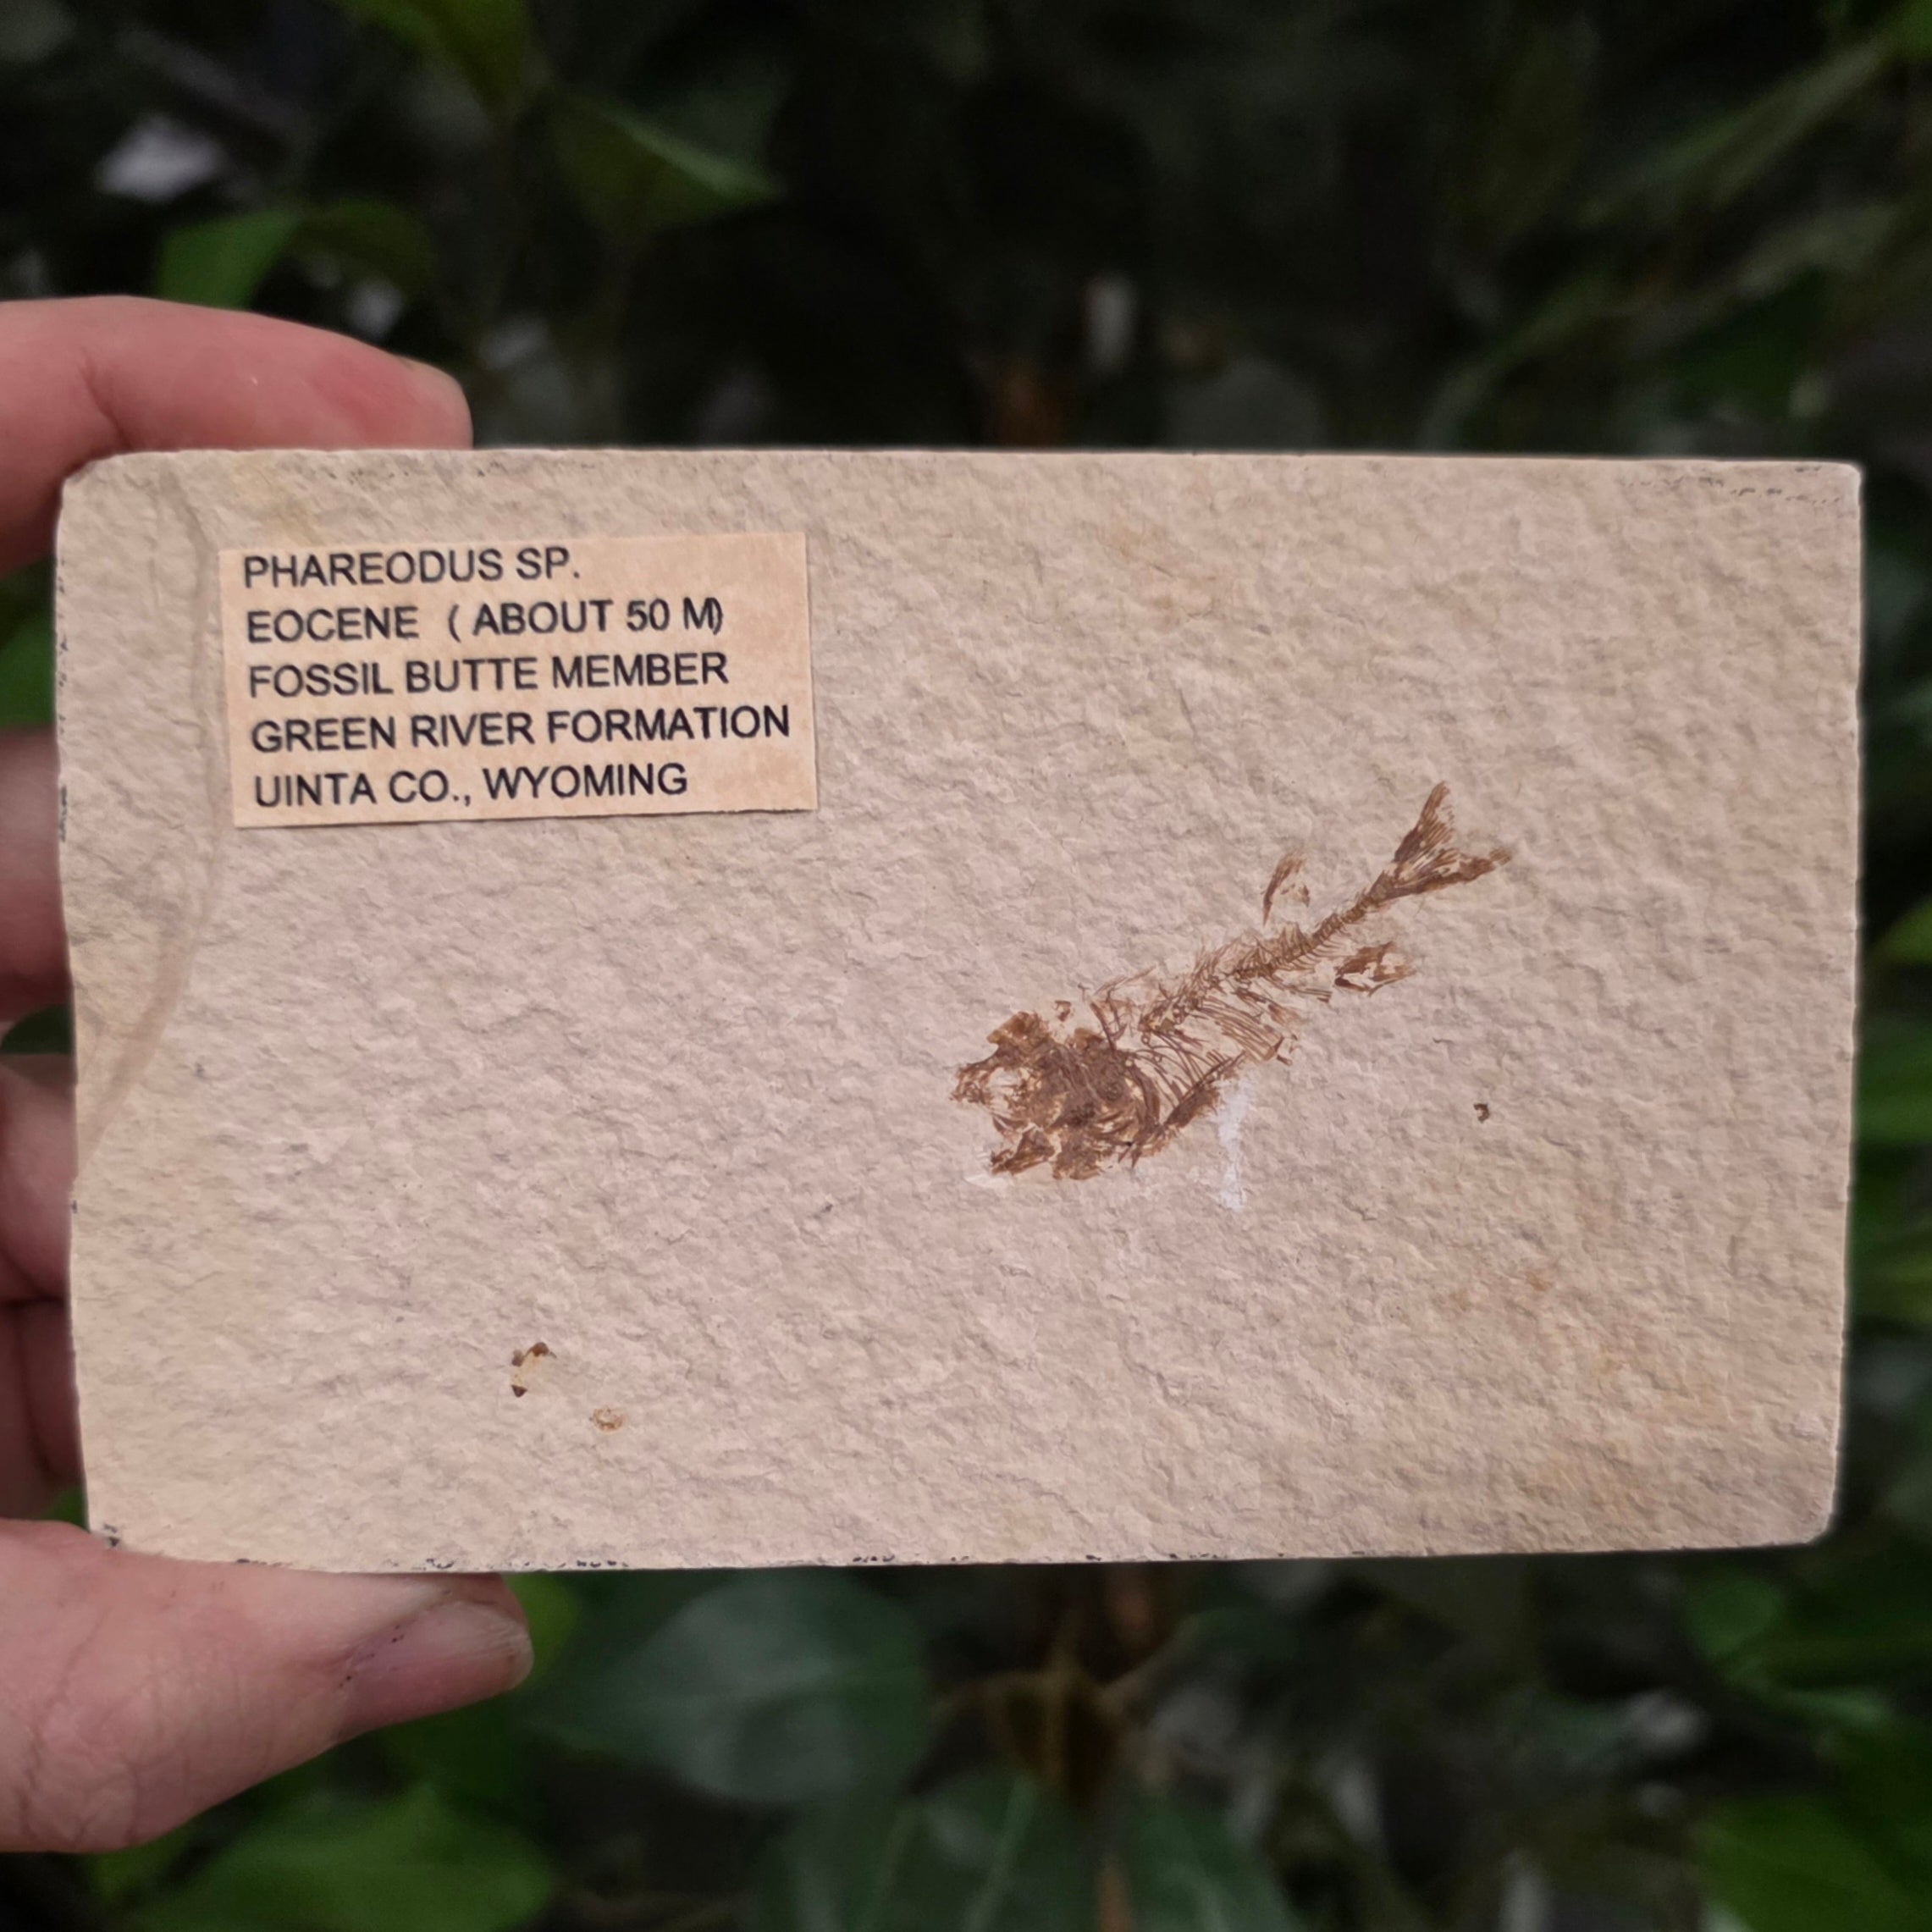 PHAREODUS SP.
EOCENE ( ABOUT 50 M)
FOSSIL BUTTE MEMBER
GREEN RIVER FORMATION
UINTA CO., WYOMING